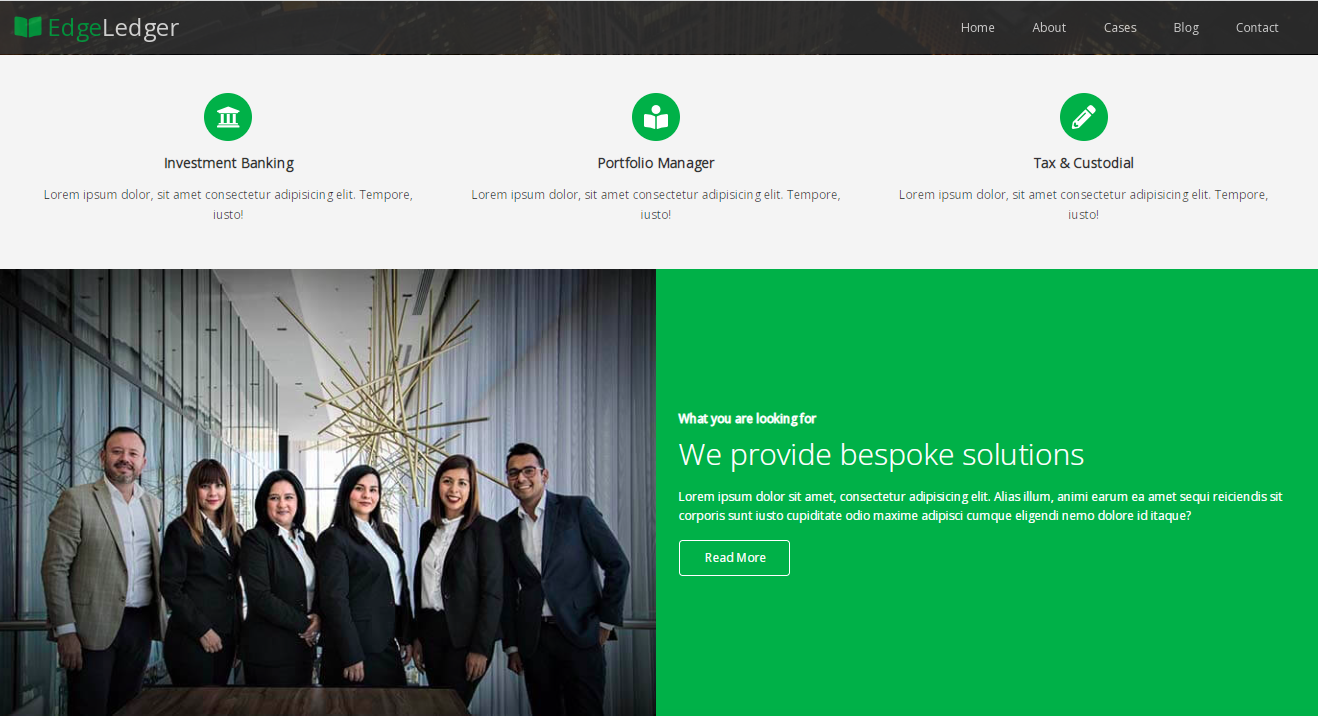 EdgeLedger
Home About Cases Blog Contact
Investment Banking
Lorem ipsum dolor, sit amet consectetur adipisicing elit. Tempore,
iusto!
Portfolio Manager
Lorem ipsum dolor, sit amet consectetur adipisicing elit. Tempore,
iusto!
Tax & Custodial
Lorem ipsum dolor, sit amet consectetur adipisicing elit. Tempore,
iusto!
What you are looking for
We provide bespoke solutions
Lorem ipsum dolor sit amet, consectetur adipisicing elit. Alias illum, animi earum ea amet sequi reiciendis sit
corporis sunt iusto cupiditate odio maxime adipisci cumque eligendi nemo dolore id itaque?
Read More